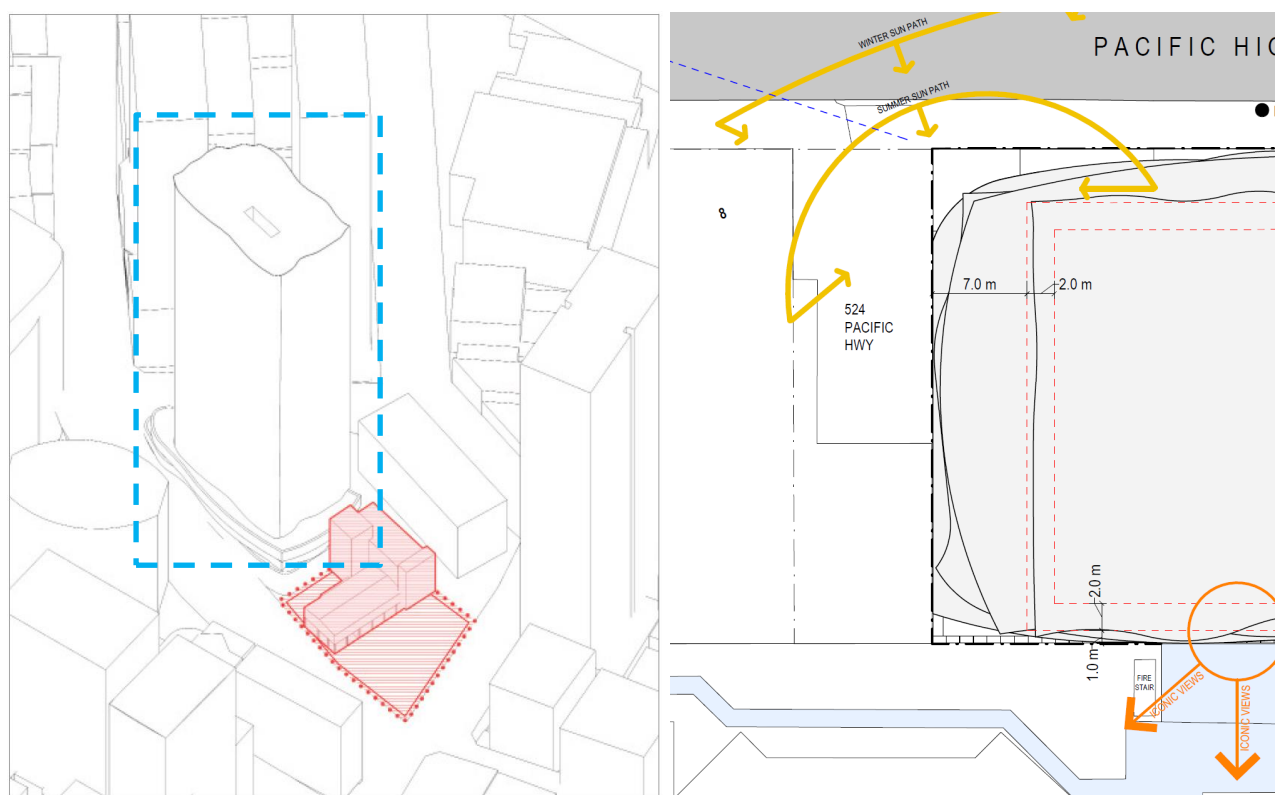 WINTER SUN PATH
PACIFIC HIG
SUMMER SUN PATH
8
7.0 m
2.0 m
524
PACIFIC
HWY
2.0 m
1.0 m
FIRE
STAIR
ICONIC VIEWS
ICONIC VIEWS